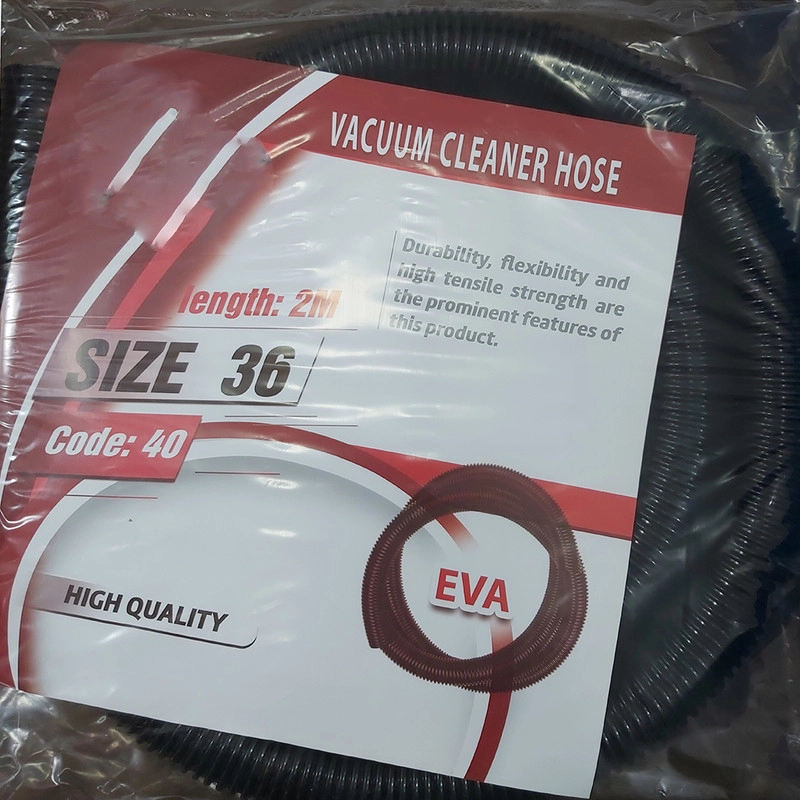 VACUUM CLEANER HOSE
Durability, flexibility and
high tensile strength are
the prominent features of
this product.
length: 2M
SIZE 36
Code: 40
EVA
HIGH QUALITY